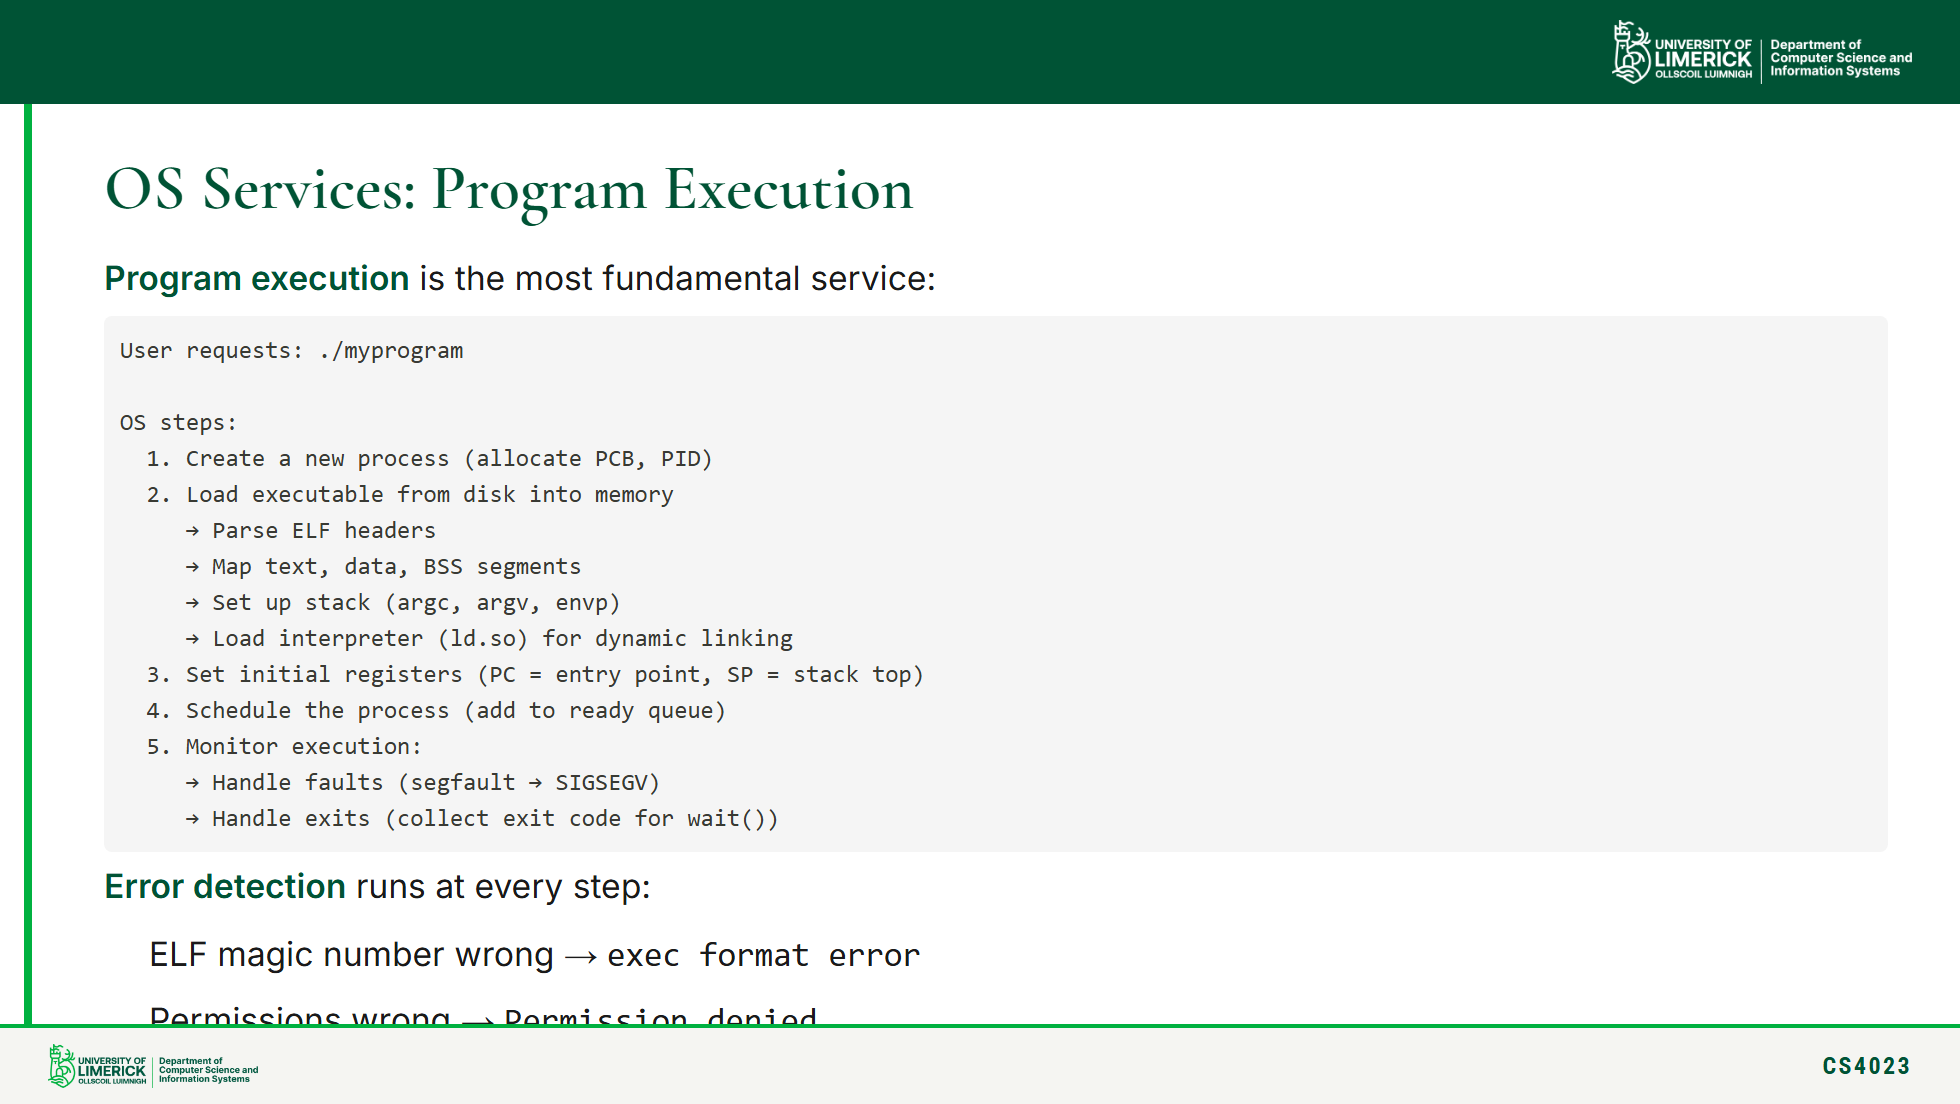 UNIVERSITY OF
LIMERICK
OLLSCOIL LUIMNIGH
Department of
Computer Science and
Information Systems
OS Services: Program Execution
Program execution is the most fundamental service:
User requests: ./myprogram
OS steps:
1. Create a new process (allocate PCB, PID)
2. Load executable from disk into memory
→ Parse ELF headers
→ Map text, data, BSS segments
→ Set up stack (argc, argv, envp)
→ Load interpreter (ld.so) for dynamic linking
3. Set initial registers (PC = entry point, SP = stack top)
4. Schedule the process (add to ready queue)
5. Monitor execution:
→ Handle faults (segfault → SIGSEGV)
→ Handle exits (collect exit code for wait())
Error detection runs at every step:
ELF magic number wrong → exec format error
Permissions wrong → Permission denied
UNIVERSITY OF
LIMERICK
OLLSCOIL LUIMNIGH
Department of
Computer Science and
Information Systems
CS4023